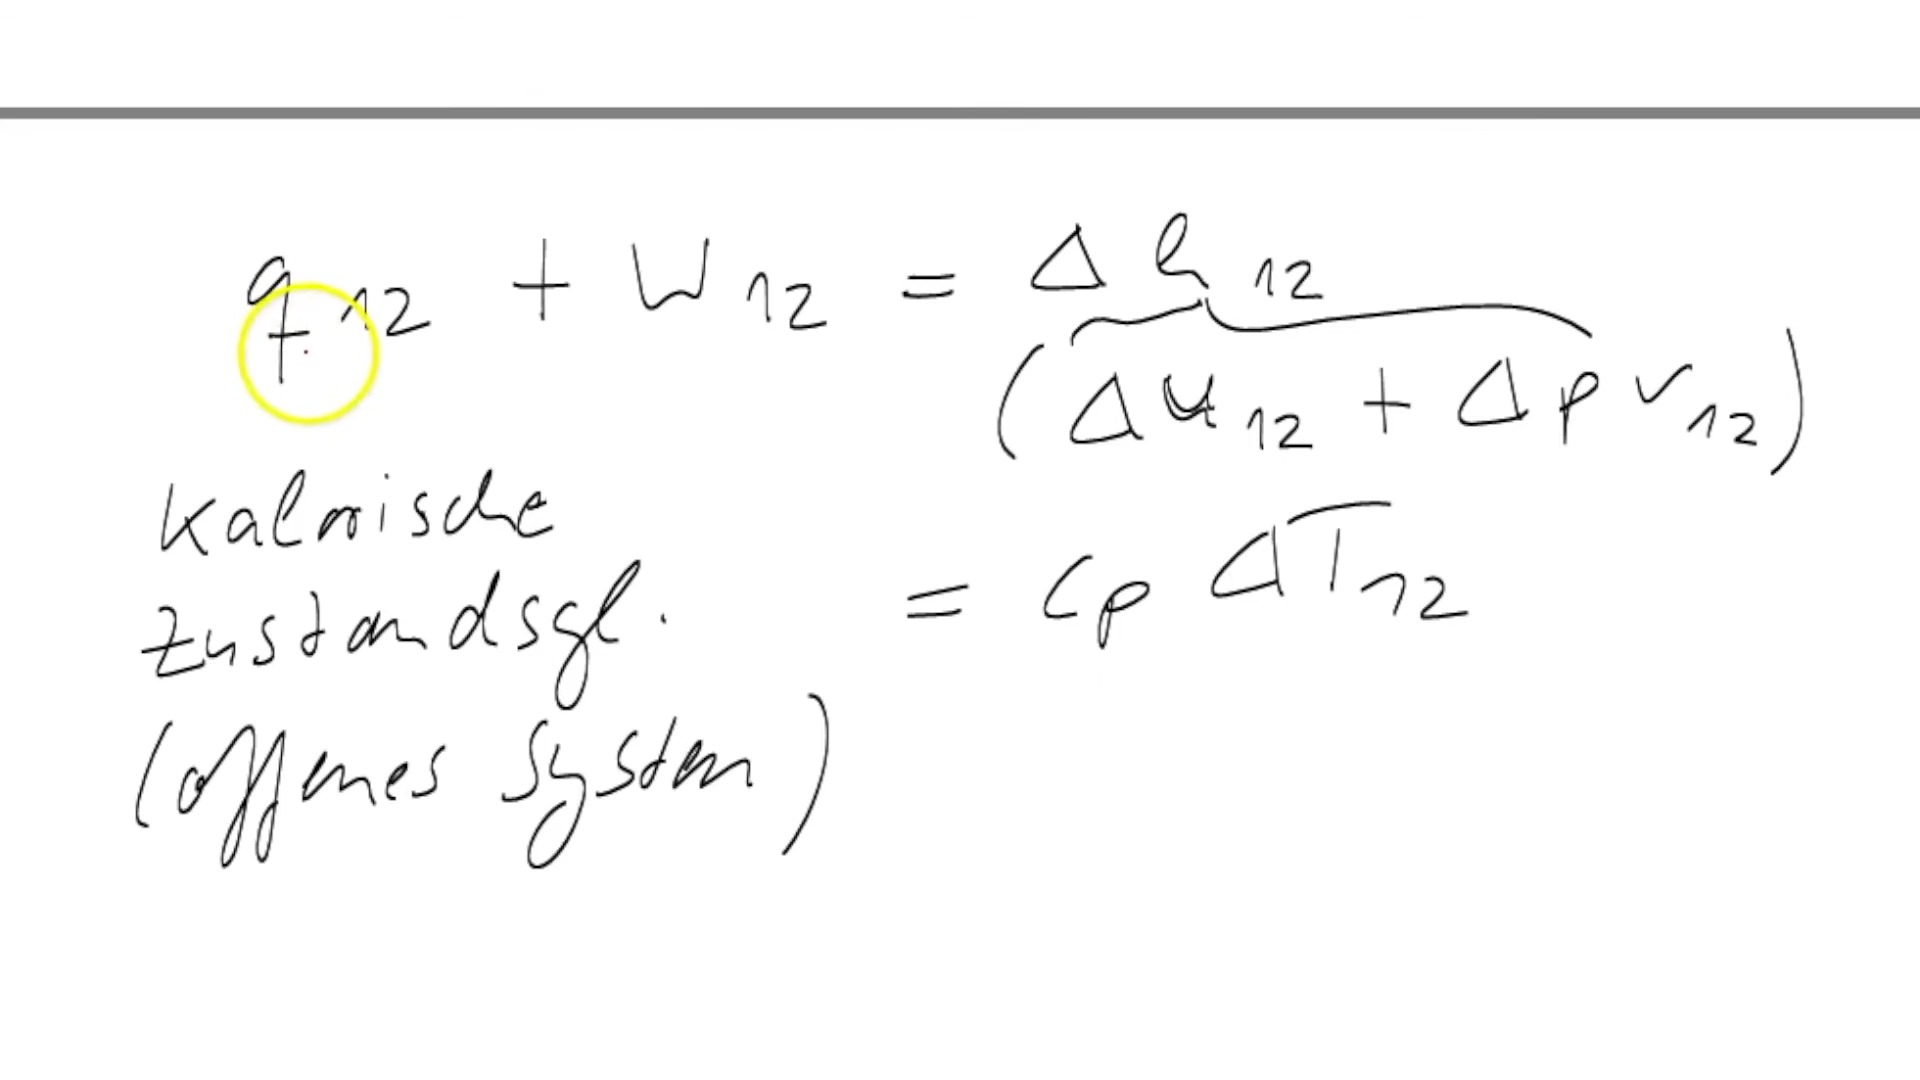 q12 + w12 = Δh12
(Δu12 + Δpv12)
kalorische
Zustandsgl. = cp ΔT12
(offenes System)